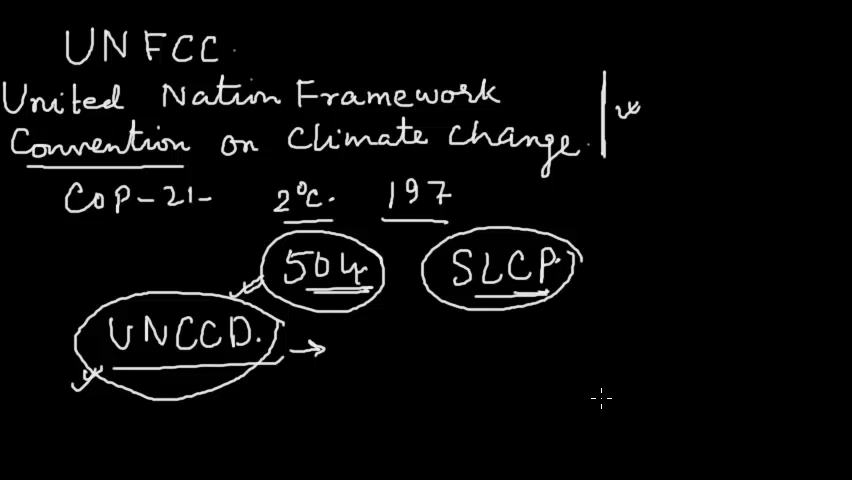 UNFCC.
United Nation Framework
Convention on Climate Change.
COP-21- 2°C. 197
504 SLCP.
UNCCD. →